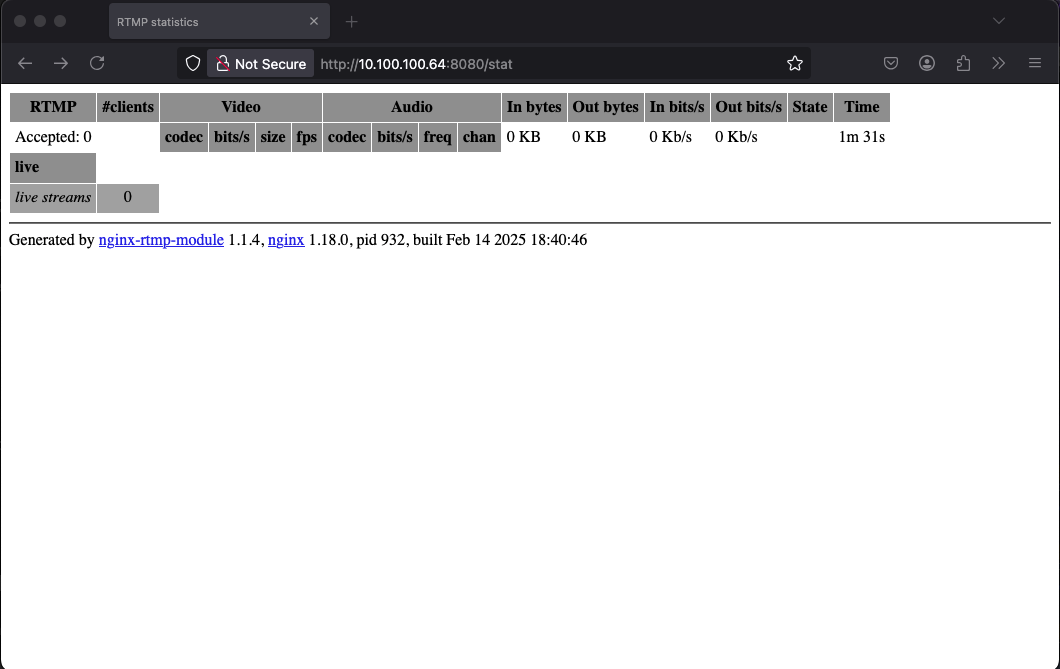 RTMP statistics
Not Secure http://10.100.100.64:8080/stat
RTMP #clients Video Audio In bytes Out bytes In bits/s Out bits/s State Time
Accepted: 0 codec bits/s size fps codec bits/s freq chan 0 KB 0 KB 0 Kb/s 0 Kb/s 1m 31s
live
live streams 0
Generated by nginx-rtmp-module 1.1.4, nginx 1.18.0, pid 932, built Feb 14 2025 18:40:46